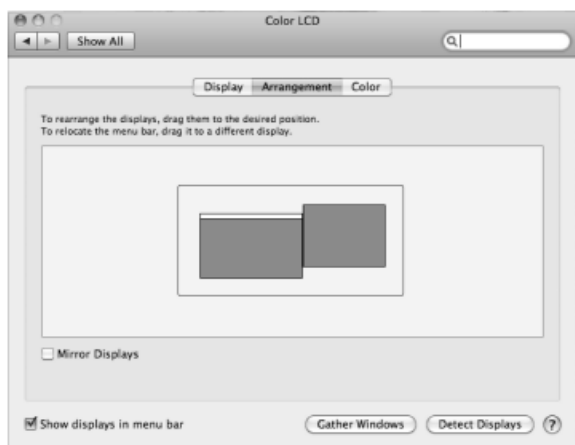 Color LCD
Show All
Display Arrangement Color
To rearrange the displays, drag them to the desired position.
To relocate the menu bar, drag it to a different display.
Mirror Displays
Show displays in menu bar Gather Windows Detect Displays ?